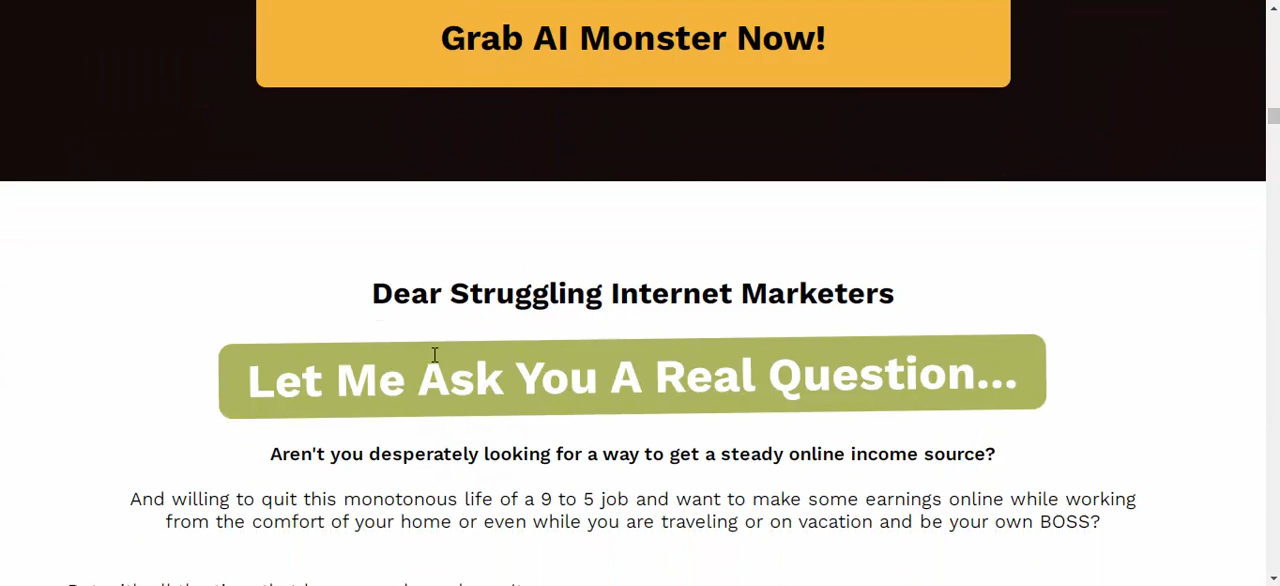 Grab AI Monster Now!
Dear Struggling Internet Marketers
Let Me Ask You A Real Question...
Aren't you desperately looking for a way to get a steady online income source?
And willing to quit this monotonous life of a 9 to 5 job and want to make some earnings online while working
from the comfort of your home or even while you are traveling or on vacation and be your own BOSS?